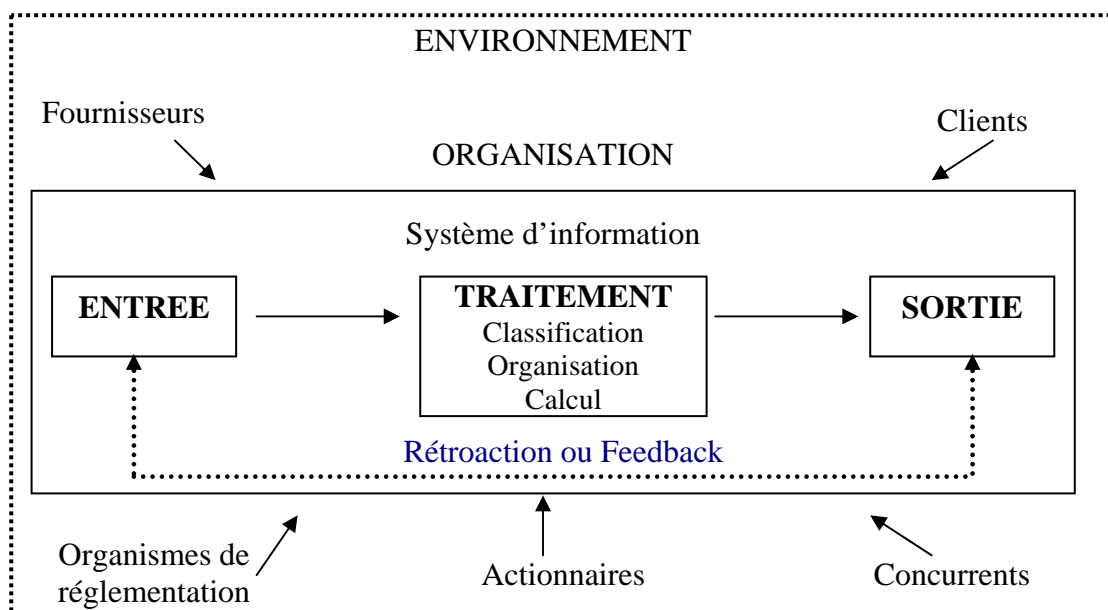 ENVIRONNEMENT
Fournisseurs
Clients
ORGANISATION
Système d’information
ENTREE
TRAITEMENT
Classification
Organisation
Calcul
SORTIE
Rétroaction ou Feedback
Organismes de
réglementation
Actionnaires
Concurrents